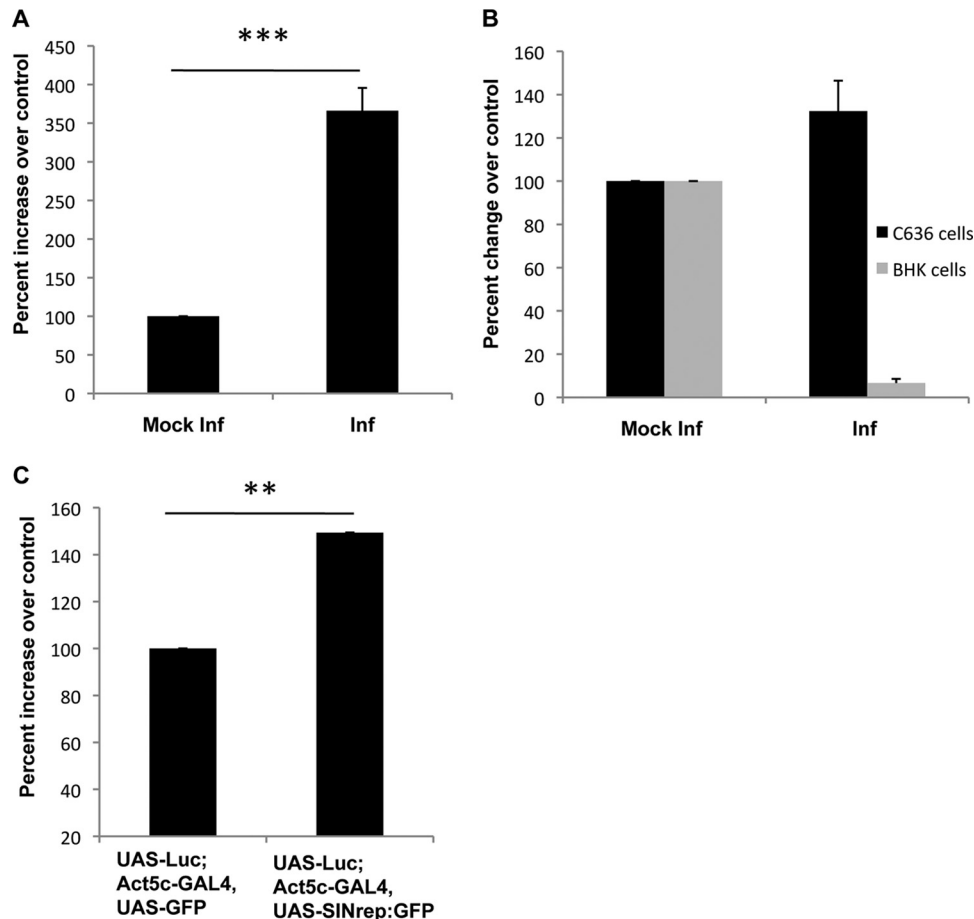 A
***
Percent increase over control
450
400
350
300
250
200
150
100
50
0
Mock Inf
Inf
B
Percent change over control
160
140
120
100
80
60
40
20
0
C636 cells
BHK cells
Mock Inf
Inf
C
**
Percent increase over control
160
140
120
100
80
60
40
20
UAS-Luc;
Act5c-GAL4,
UAS-GFP
UAS-Luc;
Act5c-GAL4,
UAS-SINrep:GFP